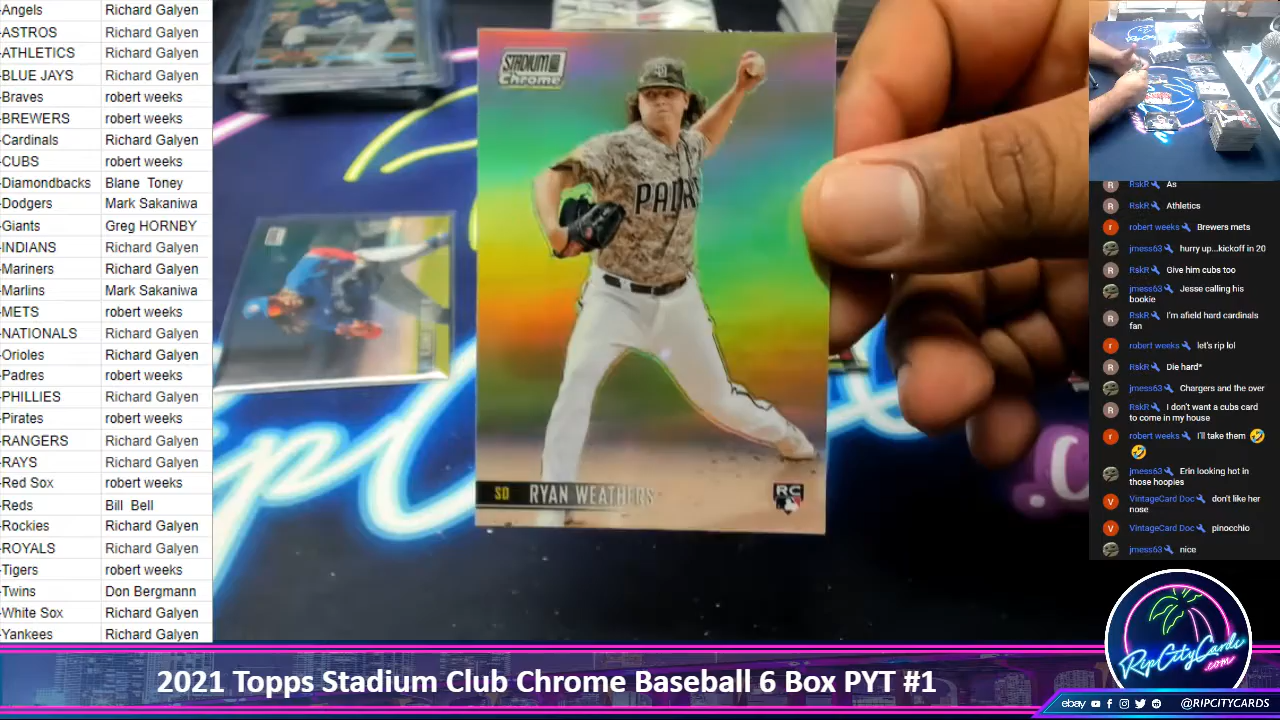 -Angels Richard Galyen
-ASTROS Richard Galyen
-ATHLETICS Richard Galyen
-BLUE JAYS Richard Galyen
-Braves robert weeks
-BREWERS robert weeks
-Cardinals Richard Galyen
-CUBS robert weeks
-Diamondbacks Blane Toney
-Dodgers Mark Sakaniwa
-Giants Greg HORNBY
-INDIANS Richard Galyen
-Mariners Richard Galyen
-Marlins Mark Sakaniwa
-METS robert weeks
-NATIONALS Richard Galyen
-Orioles Richard Galyen
-Padres robert weeks
-PHILLIES Richard Galyen
-Pirates robert weeks
-RANGERS Richard Galyen
-RAYS Richard Galyen
-Red Sox robert weeks
-Reds Bill Bell
-Rockies Richard Galyen
-ROYALS Richard Galyen
-Tigers robert weeks
-Twins Don Bergmann
-White Sox Richard Galyen
-Yankees Richard Galyen
STADIUM
Chrome
SD
PADR
SD RYAN WEATHERS
RC
R RskR As
R RskR Athletics
r robert weeks Brewers mets
jmess63 hurry up...kickoff in 20
R RskR Give him cubs too
jmess63 Jesse calling his
bookie
R RskR I'm afield hard cardinals
fan
r robert weeks let's rip lol
R RskR Die hard*
jmess63 Chargers and the over
R RskR I don't want a cubs card
to come in my house
r robert weeks I'll take them 🤣
🤣
jmess63 Erin looking hot in
those hoopies
V VintageCard Doc don't like her
nose
V VintageCard Doc pinocchio
jmess63 nice
RipCityCards
.com
2021 Topps Stadium Club Chrome Baseball 6 Box PYT #1
ebay @RIPCITYCARDS